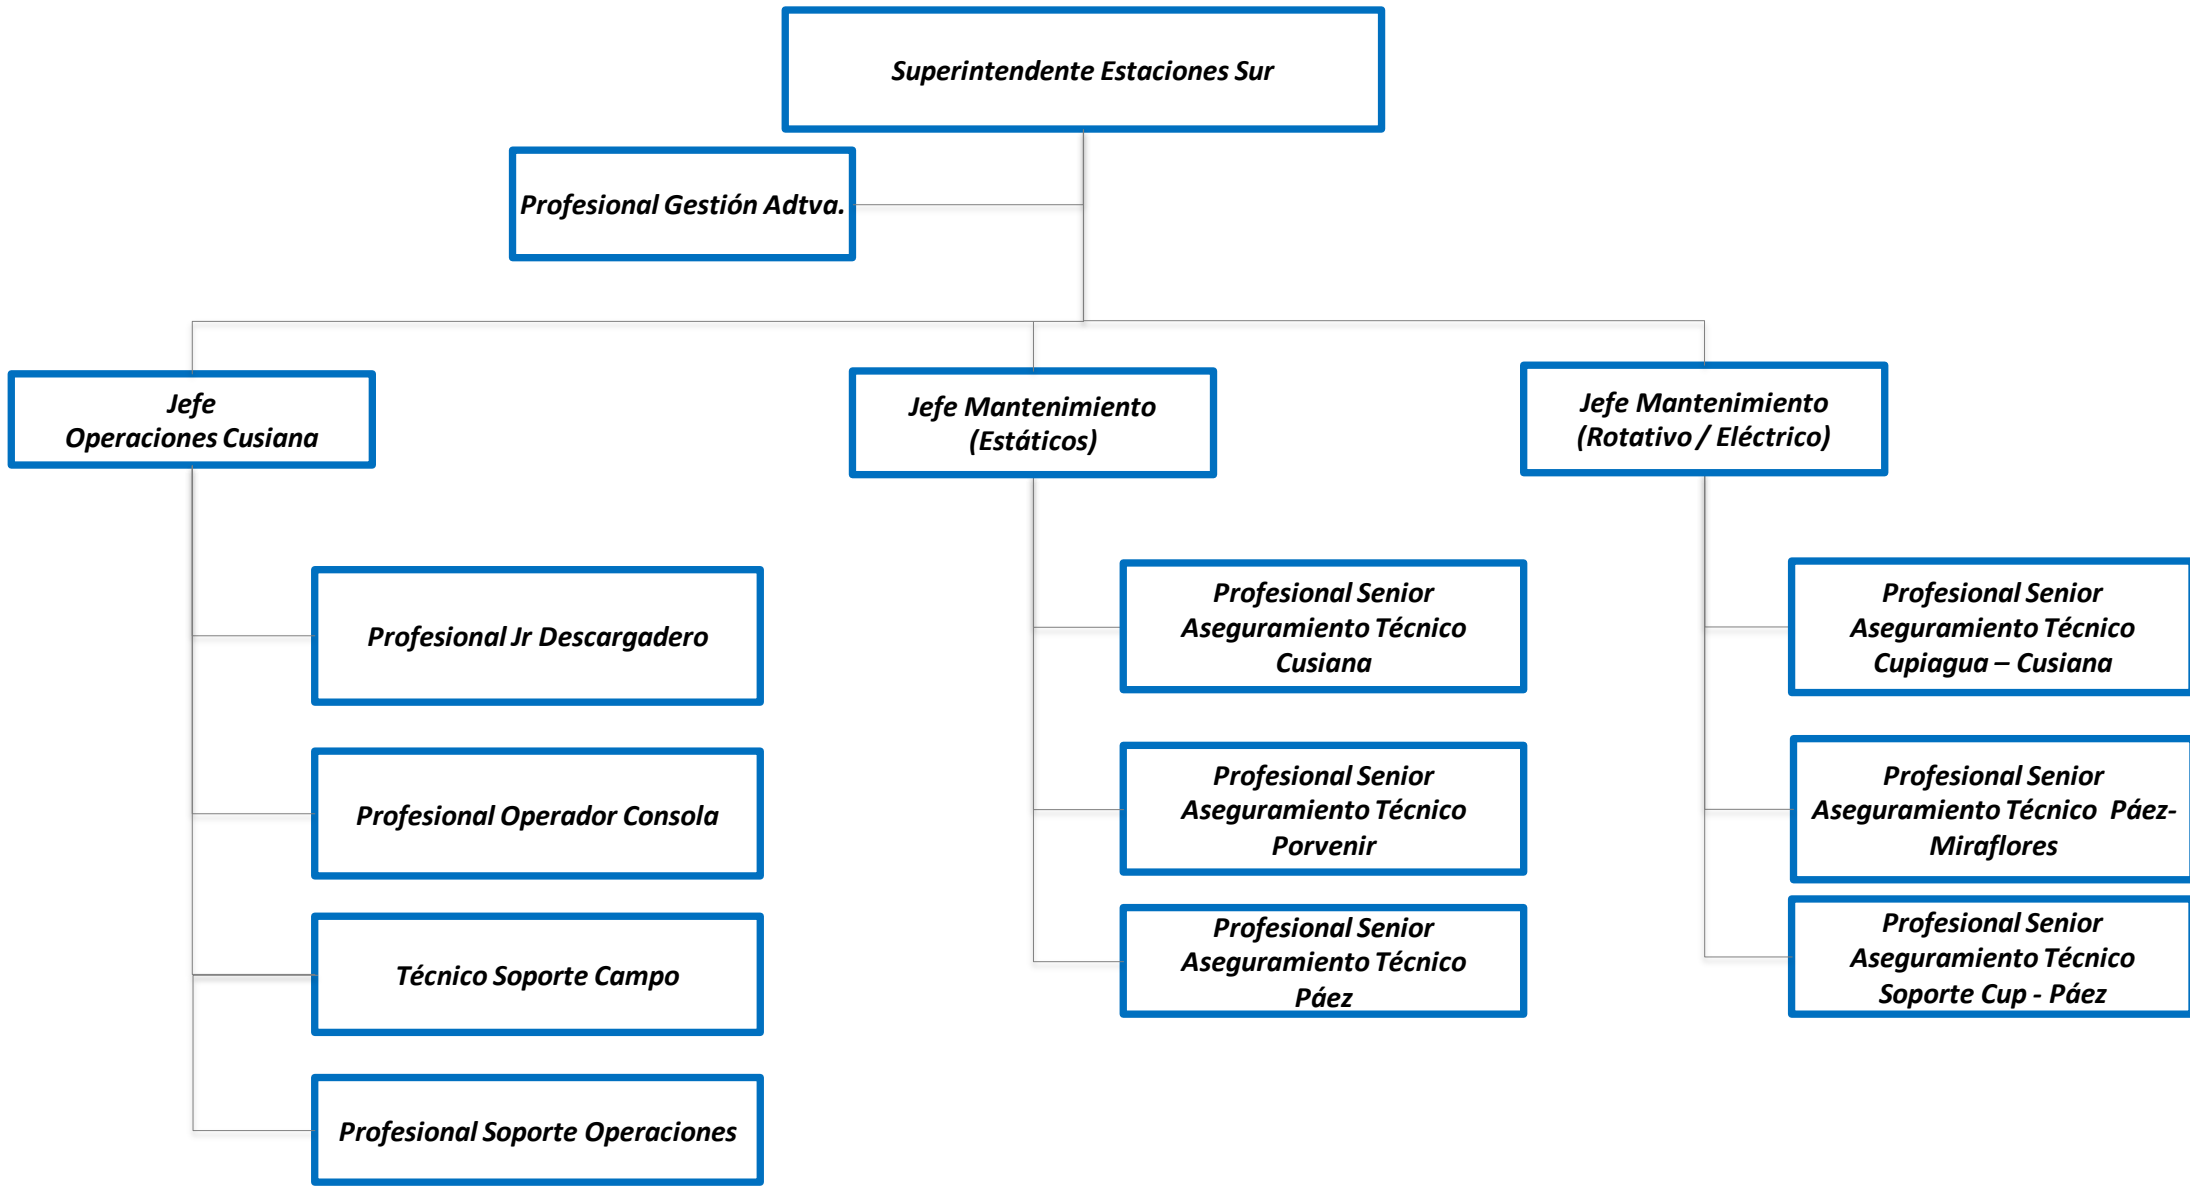 Superintendente Estaciones Sur
Profesional Gestión Adtva.
Jefe
Operaciones Cusiana
Jefe Mantenimiento
(Estáticos)
Jefe Mantenimiento
(Rotativo / Eléctrico)
Profesional Jr Descargadero
Profesional Operador Consola
Técnico Soporte Campo
Profesional Soporte Operaciones
Profesional Senior
Aseguramiento Técnico
Cusiana
Profesional Senior
Aseguramiento Técnico
Porvenir
Profesional Senior
Aseguramiento Técnico
Páez
Profesional Senior
Aseguramiento Técnico
Cupiagua – Cusiana
Profesional Senior
Aseguramiento Técnico Páez-
Miraflores
Profesional Senior
Aseguramiento Técnico
Soporte Cup - Páez